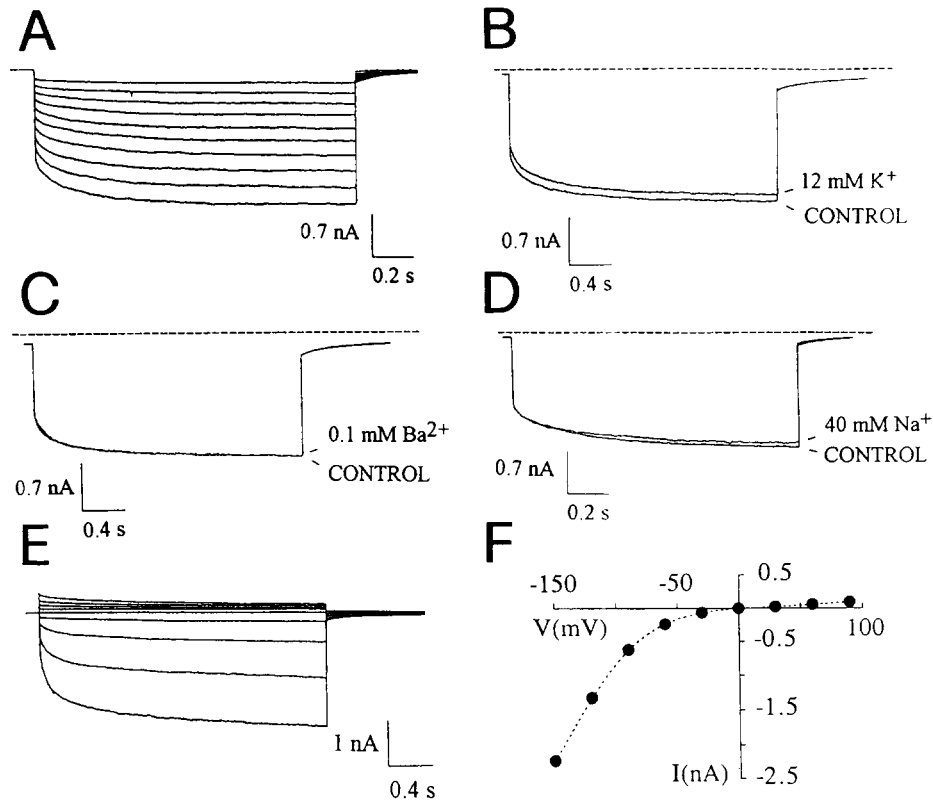 A
0.7 nA
0.2 s
B
12 mM K+
CONTROL
0.7 nA
0.4 s
C
0.1 mM Ba2+
CONTROL
0.7 nA
0.4 s
D
40 mM Na+
CONTROL
0.7 nA
0.2 s
E
1 nA
0.4 s
F
-150
-50
0.5
V(mV)
-0.5
100
-1.5
I(nA)
-2.5